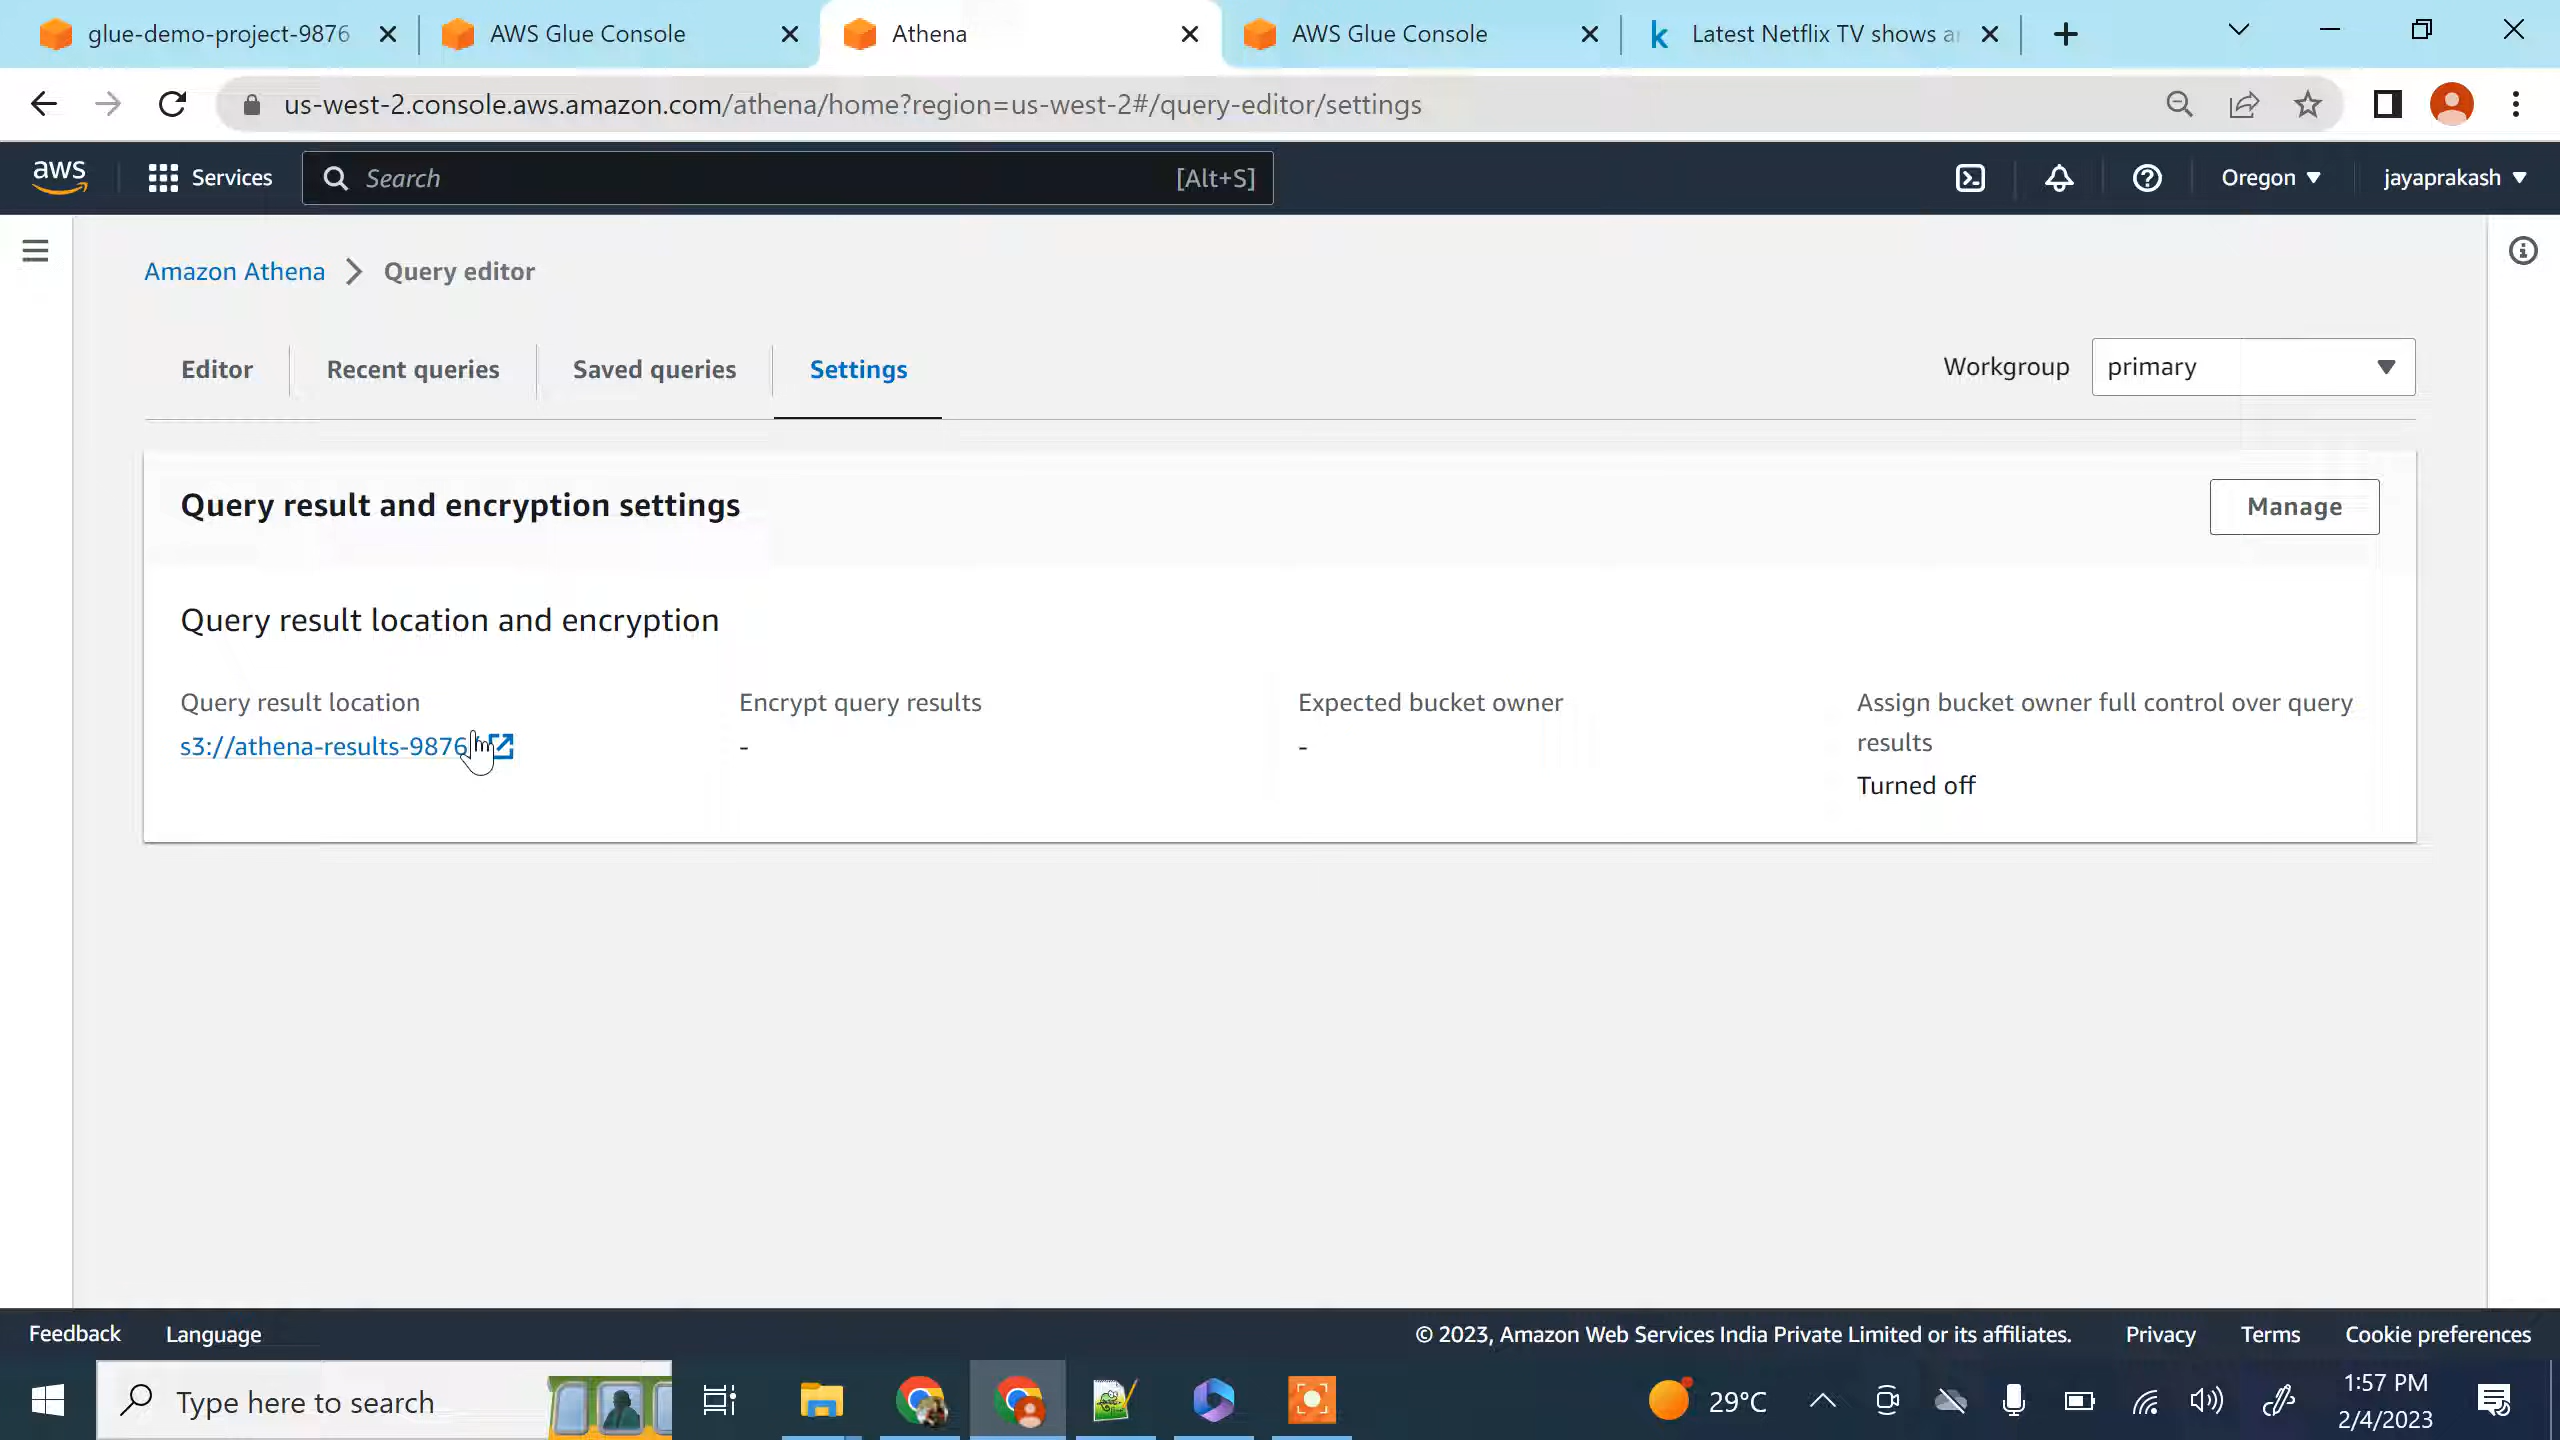 glue-demo-project-9876
AWS Glue Console
Athena
AWS Glue Console
Latest Netflix TV shows
us-west-2.console.aws.amazon.com/athena/home?region=us-west-2#/query-editor/settings
aws
Services
Search
[Alt+S]
Oregon
jayaprakash
Amazon Athena
Query editor
Editor
Recent queries
Saved queries
Settings
Workgroup
primary
Query result and encryption settings
Manage
Query result location and encryption
Query result location
Encrypt query results
Expected bucket owner
Assign bucket owner full control over query
results
s3://athena-results-9876
-
-
Turned off
Feedback
Language
© 2023, Amazon Web Services India Private Limited or its affiliates.
Privacy
Terms
Cookie preferences
Type here to search
29°C
1:57 PM
2/4/2023